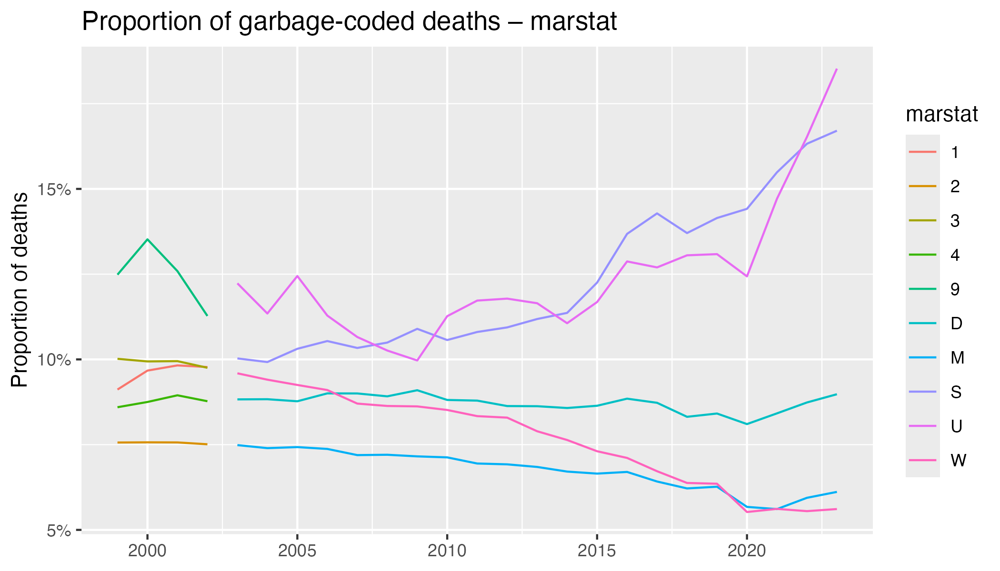 Proportion of garbage-coded deaths – marstat
Proportion of deaths
15%
10%
5%
2000
2005
2010
2015
2020
marstat
1
2
3
4
9
D
M
S
U
W